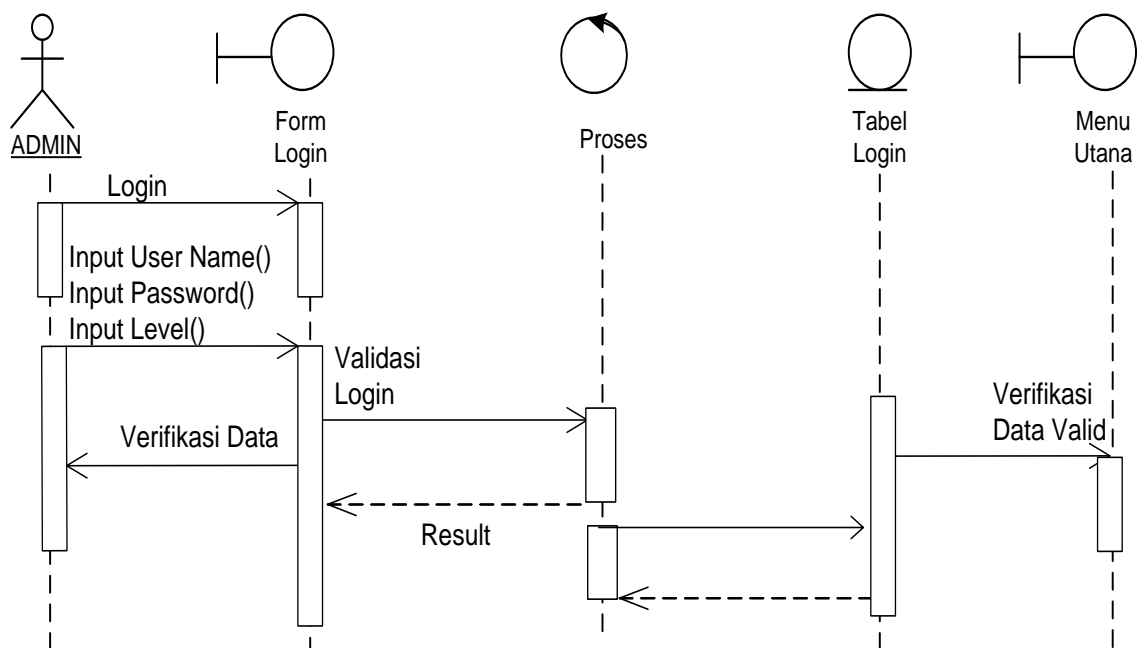 ADMIN
Form
Login
Proses
Tabel
Login
Menu
Utana
Login
Input User Name()
Input Password()
Input Level()
Validasi
Login
Verifikasi
Data Valid
Verifikasi Data
Result